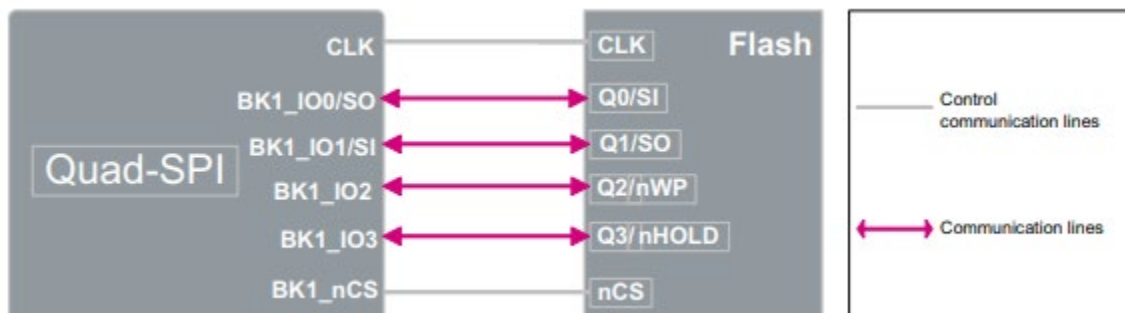 CLK
CLK
Flash
BK1_IO0/SO
Q0/SI
BK1_IO1/SI
Q1/SO
Quad-SPI
BK1_IO2
Q2/nWP
BK1_IO3
Q3/ nHOLD
BK1_nCS
nCS
Control
communication lines
Communication lines